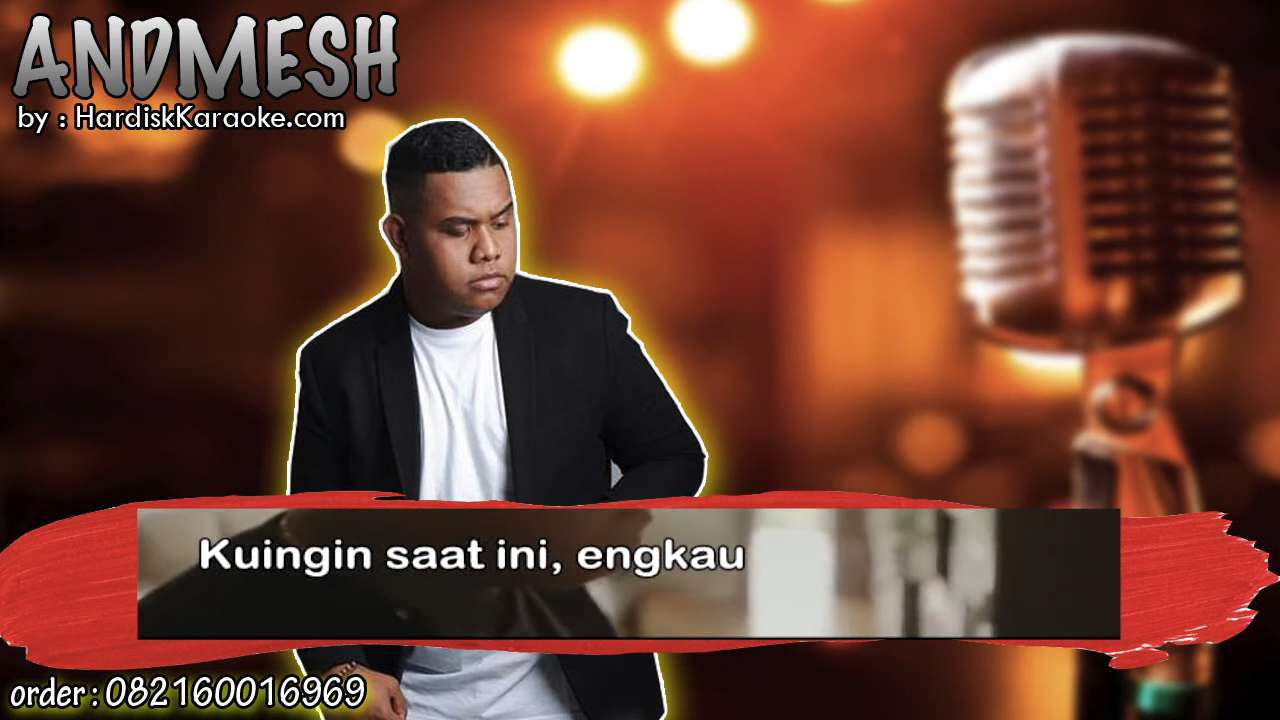 ANDMESH
by : HardiskKaraoke.com
Kuingin saat ini, engkau
order : 082160016969